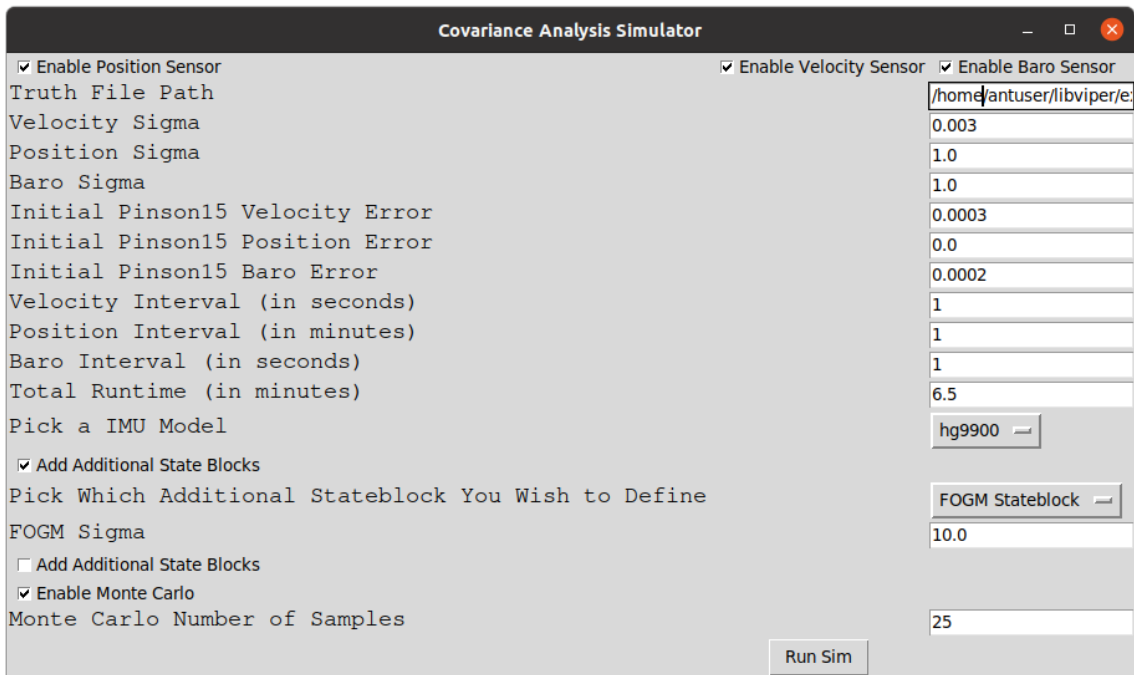 Covariance Analysis Simulator
Enable Position Sensor Enable Velocity Sensor Enable Baro Sensor
Truth File Path /home/antuser/libviper/ex
Velocity Sigma 0.003
Position Sigma 1.0
Baro Sigma 1.0
Initial Pinson15 Velocity Error 0.0003
Initial Pinson15 Position Error 0.0
Initial Pinson15 Baro Error 0.0002
Velocity Interval (in seconds) 1
Position Interval (in minutes) 1
Baro Interval (in seconds) 1
Total Runtime (in minutes) 6.5
Pick a IMU Model hg9900
Add Additional State Blocks
Pick Which Additional Stateblock You Wish to Define FOGM Stateblock
FOGM Sigma 10.0
Add Additional State Blocks
Enable Monte Carlo
Monte Carlo Number of Samples 25
Run Sim